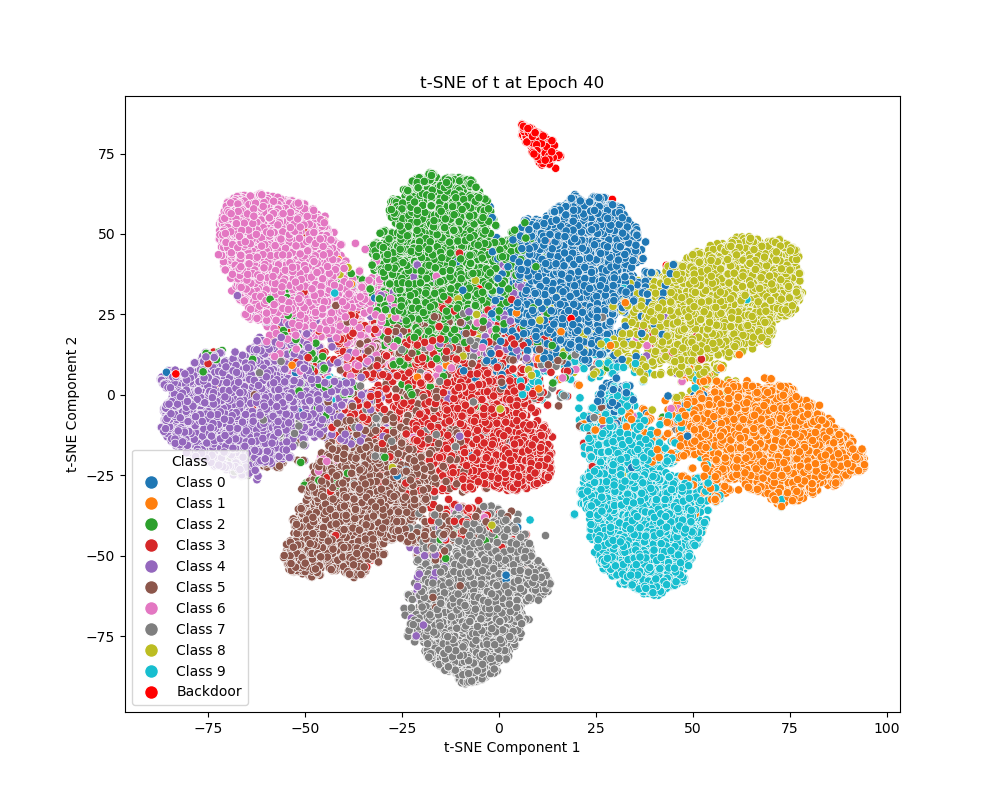 t-SNE of t at Epoch 40
t-SNE Component 2
75
50
25
0
−25
−50
−75
Class
Class 0
Class 1
Class 2
Class 3
Class 4
Class 5
Class 6
Class 7
Class 8
Class 9
Backdoor
−75
−50
−25
0
25
50
75
100
t-SNE Component 1